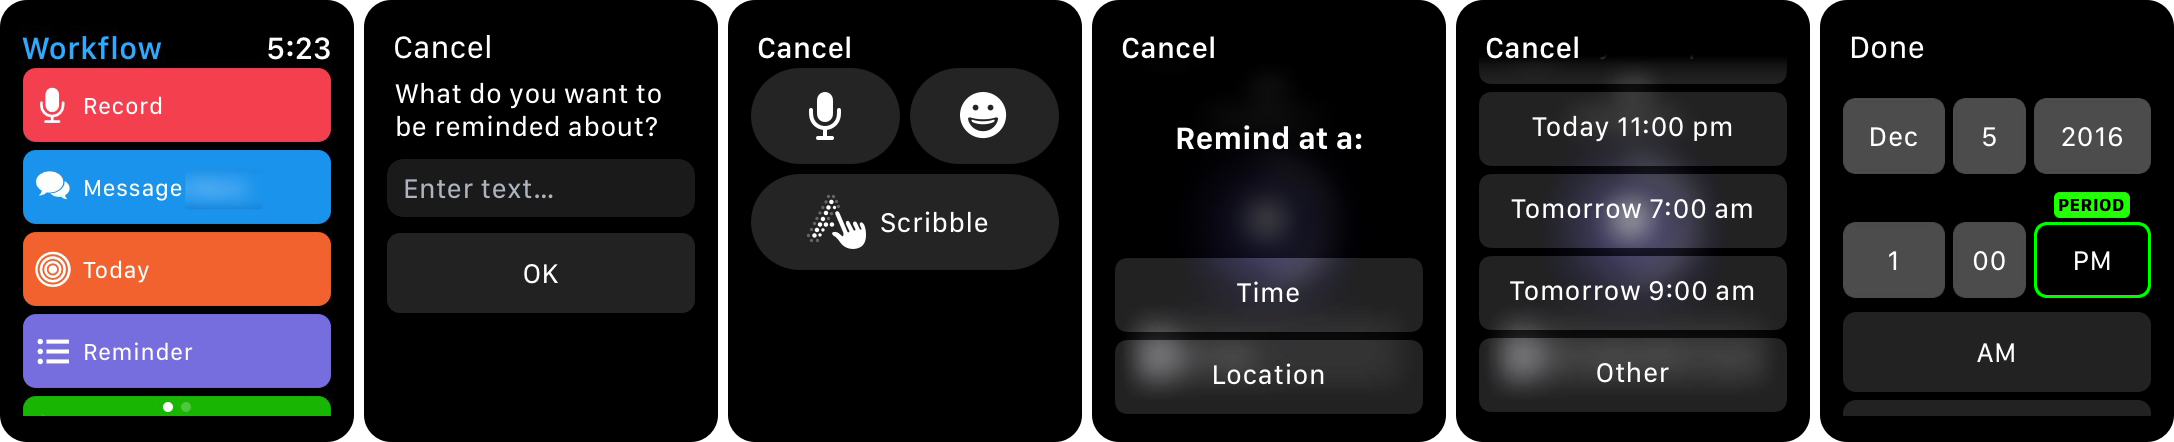 Workflow 5:23
Record
Message
Today
Reminder
Cancel
What do you want to
be reminded about?
Enter text...
OK
Cancel
Scribble
Cancel
Remind at a:
Time
Location
Cancel
Today 11:00 pm
Tomorrow 7:00 am
Tomorrow 9:00 am
Other
Done
Dec 5 2016
PERIOD
1 00 PM
AM